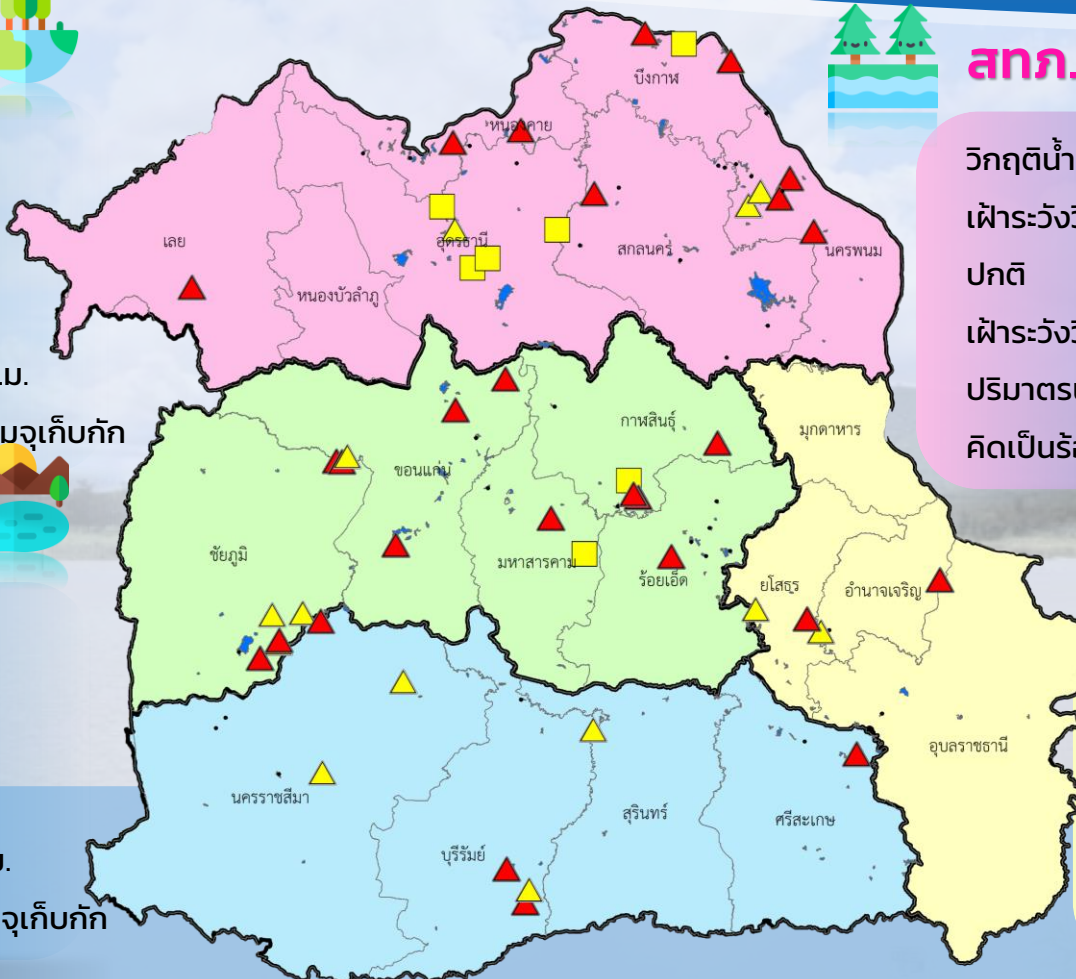 สทภ.
วิกฤติน้ำ
เฝ้าระวังวิ
ปกติ
เฝ้าระวังวิ
ปริมาตร
คิดเป็นร้อ
บึงกาฬ
หนองคาย
เลย
อุดรธานี
สกลนคร
นครพนม
หนองบัวลำภู
ม.
มจุเก็บกัก
กาฬสินธุ์
มุกดาหาร
ขอนแก่น
ชัยภูมิ
มหาสารคาม
ร้อยเอ็ด
ยโสธร
อำนาจเจริญ
อุบลราชธานี
นครราชสีมา
สุรินทร์
ศรีสะเกษ
บุรีรัมย์
จุเก็บกัก